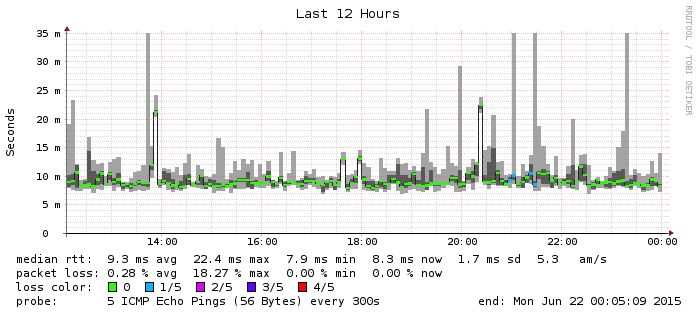 Last 12 Hours
RRDTOOL / TOBI OETIKER
Seconds
35 m
30 m
25 m
20 m
15 m
10 m
5 m
0
14:00 16:00 18:00 20:00 22:00 00:00
median rtt: 9.3 ms avg 22.4 ms max 7.9 ms min 8.3 ms now 1.7 ms sd 5.3 am/s
packet loss: 0.28 % avg 18.27 % max 0.00 % min 0.00 % now
loss color: 0 1/5 2/5 3/5 4/5
probe: 5 ICMP Echo Pings (56 Bytes) every 300s end: Mon Jun 22 00:05:09 2015